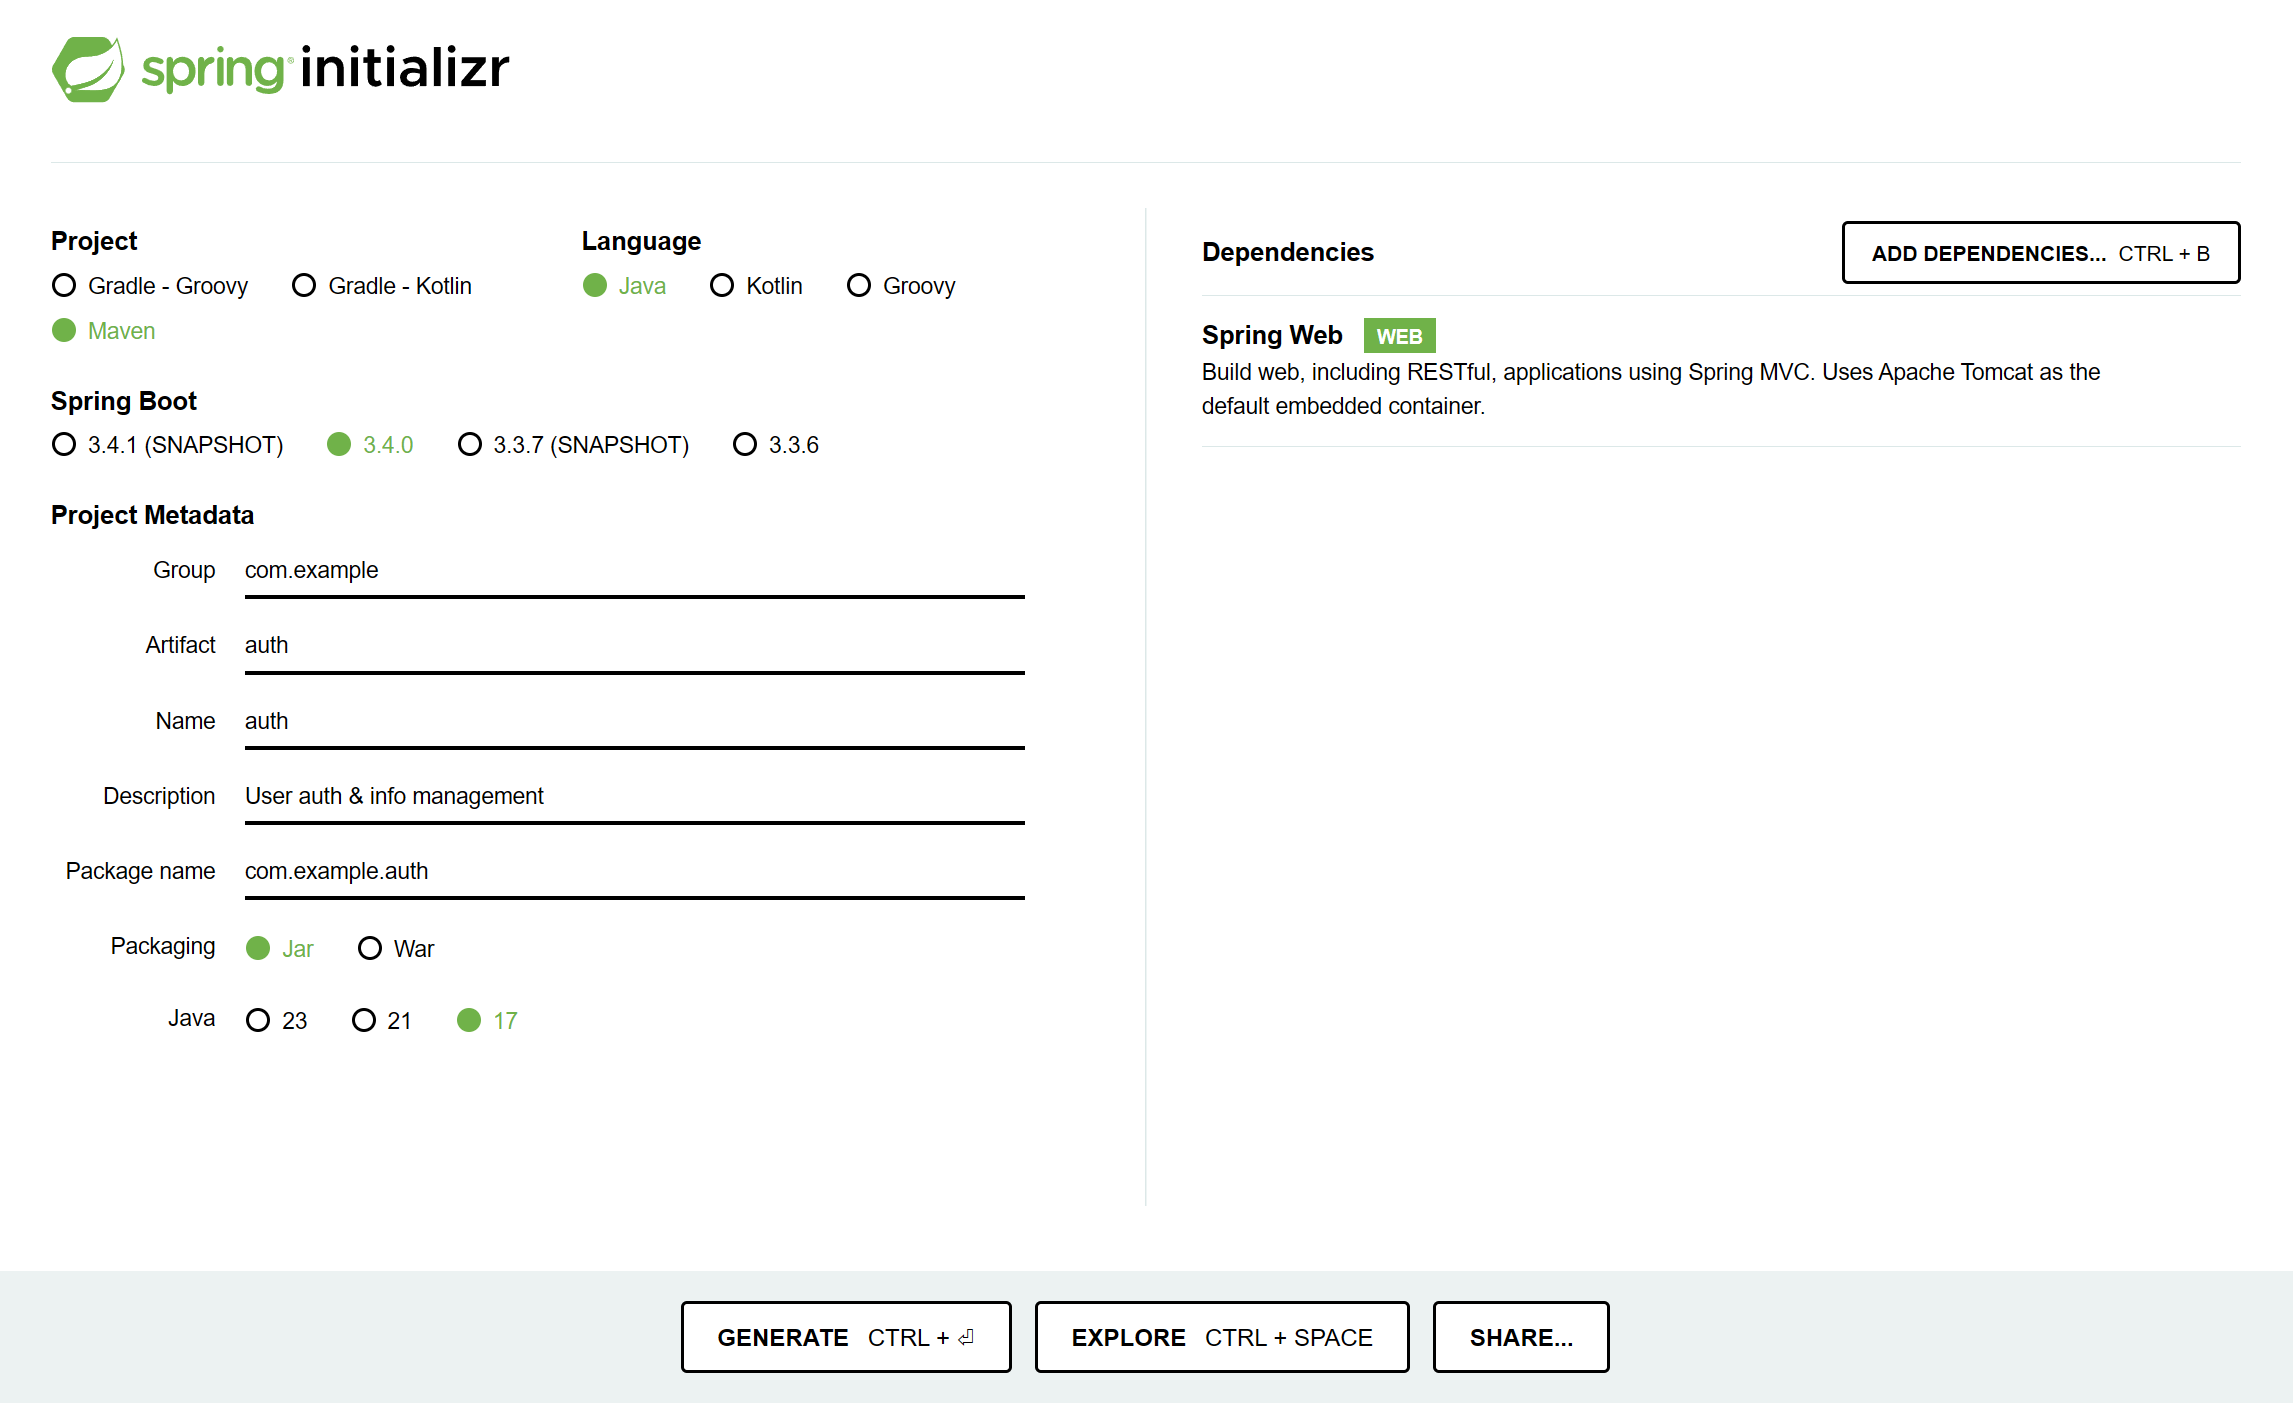 spring initializr
Project
Gradle - Groovy Gradle - Kotlin
Maven
Language
Java Kotlin Groovy
Spring Boot
3.4.1 (SNAPSHOT) 3.4.0 3.3.7 (SNAPSHOT) 3.3.6
Project Metadata
Group com.example
Artifact auth
Name auth
Description User auth & info management
Package name com.example.auth
Packaging Jar War
Java 23 21 17
Dependencies ADD DEPENDENCIES... CTRL + B
Spring Web WEB
Build web, including RESTful, applications using Spring MVC. Uses Apache Tomcat as the
default embedded container.
GENERATE CTRL + ⏎ EXPLORE CTRL + SPACE SHARE...